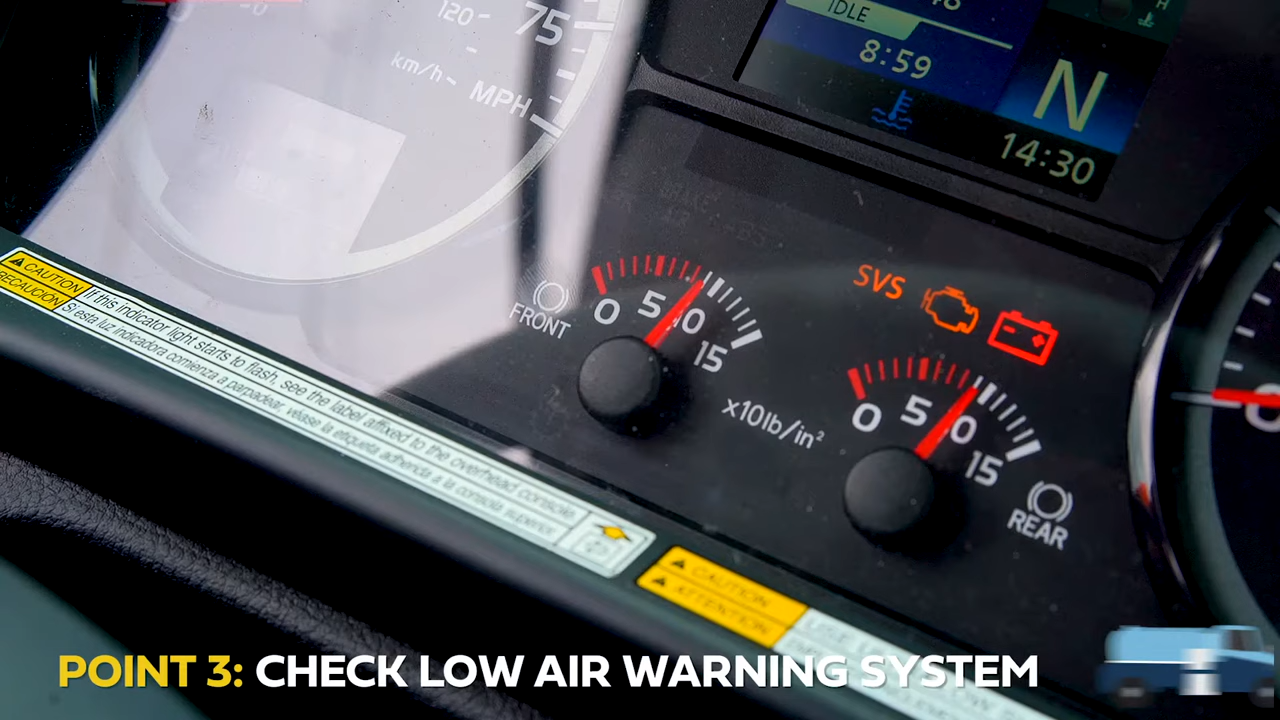 120
75
km/h
MPH
IDLE
8:59
N
14:30
SVS
0 5 10 15
FRONT
x10lb/in²
0 5 10 15
REAR
CAUTION
If this indicator light starts to flash, see the label affixed to the overhead console
Si esta luz indicadora comienza a parpadear, véase la etiqueta adherida a la consola superior
CAUTION
ATTENTION
POINT 3: CHECK LOW AIR WARNING SYSTEM